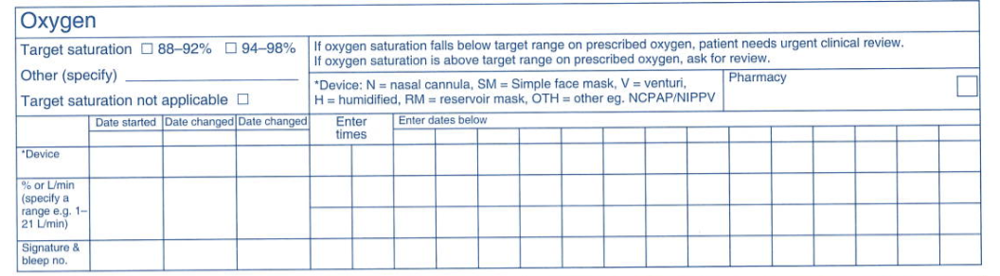 Oxygen
Target saturation ☐ 88–92% ☐ 94–98%
Other (specify)
Target saturation not applicable ☐
If oxygen saturation falls below target range on prescribed oxygen, patient needs urgent clinical review.
If oxygen saturation is above target range on prescribed oxygen, ask for review.
*Device: N = nasal cannula, SM = Simple face mask, V = venturi,
H = humidified, RM = reservoir mask, OTH = other eg. NCPAP/NIPPV
Pharmacy
Date started Date changed Date changed Enter Enter dates below
times
*Device
% or L/min
(specify a
range e.g. 1–
21 L/min)
Signature &
bleep no.